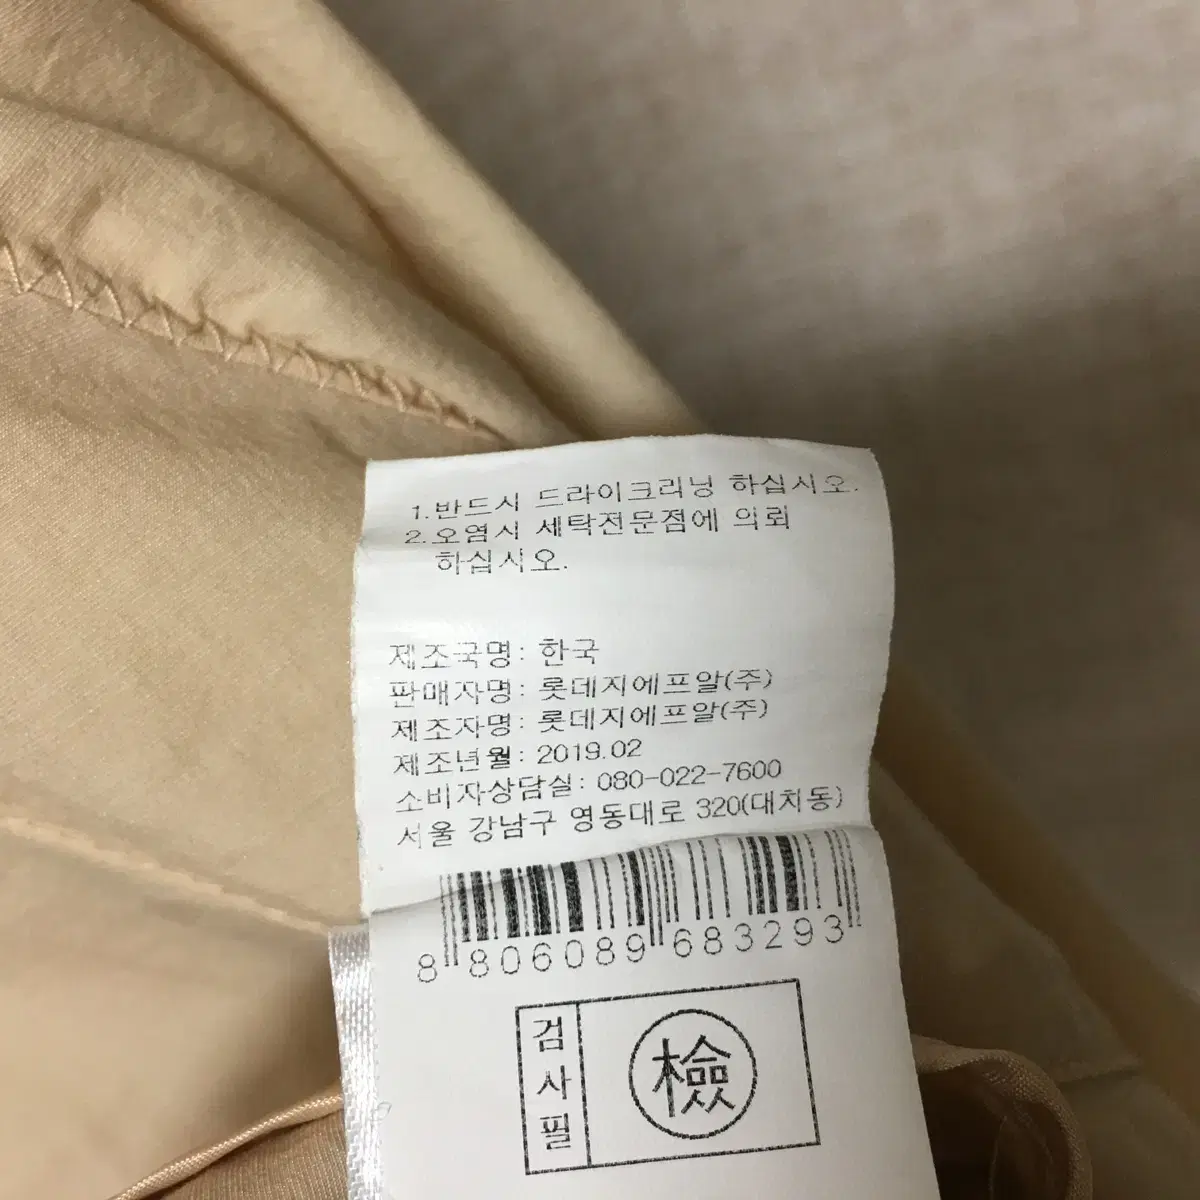 1.반드시 드라이크리닝 하십시오.
2.오염시 세탁전문점에 의뢰
하십시오.
제조국명: 한국
판매자명: 롯데지에프알(주)
제조자명: 롯데지에프알(주)
제조년월: 2019.02
소비자상담실: 080-022-7600
서울 강남구 영동대로 320(대치동)
8 806089 683293
검사필
檢